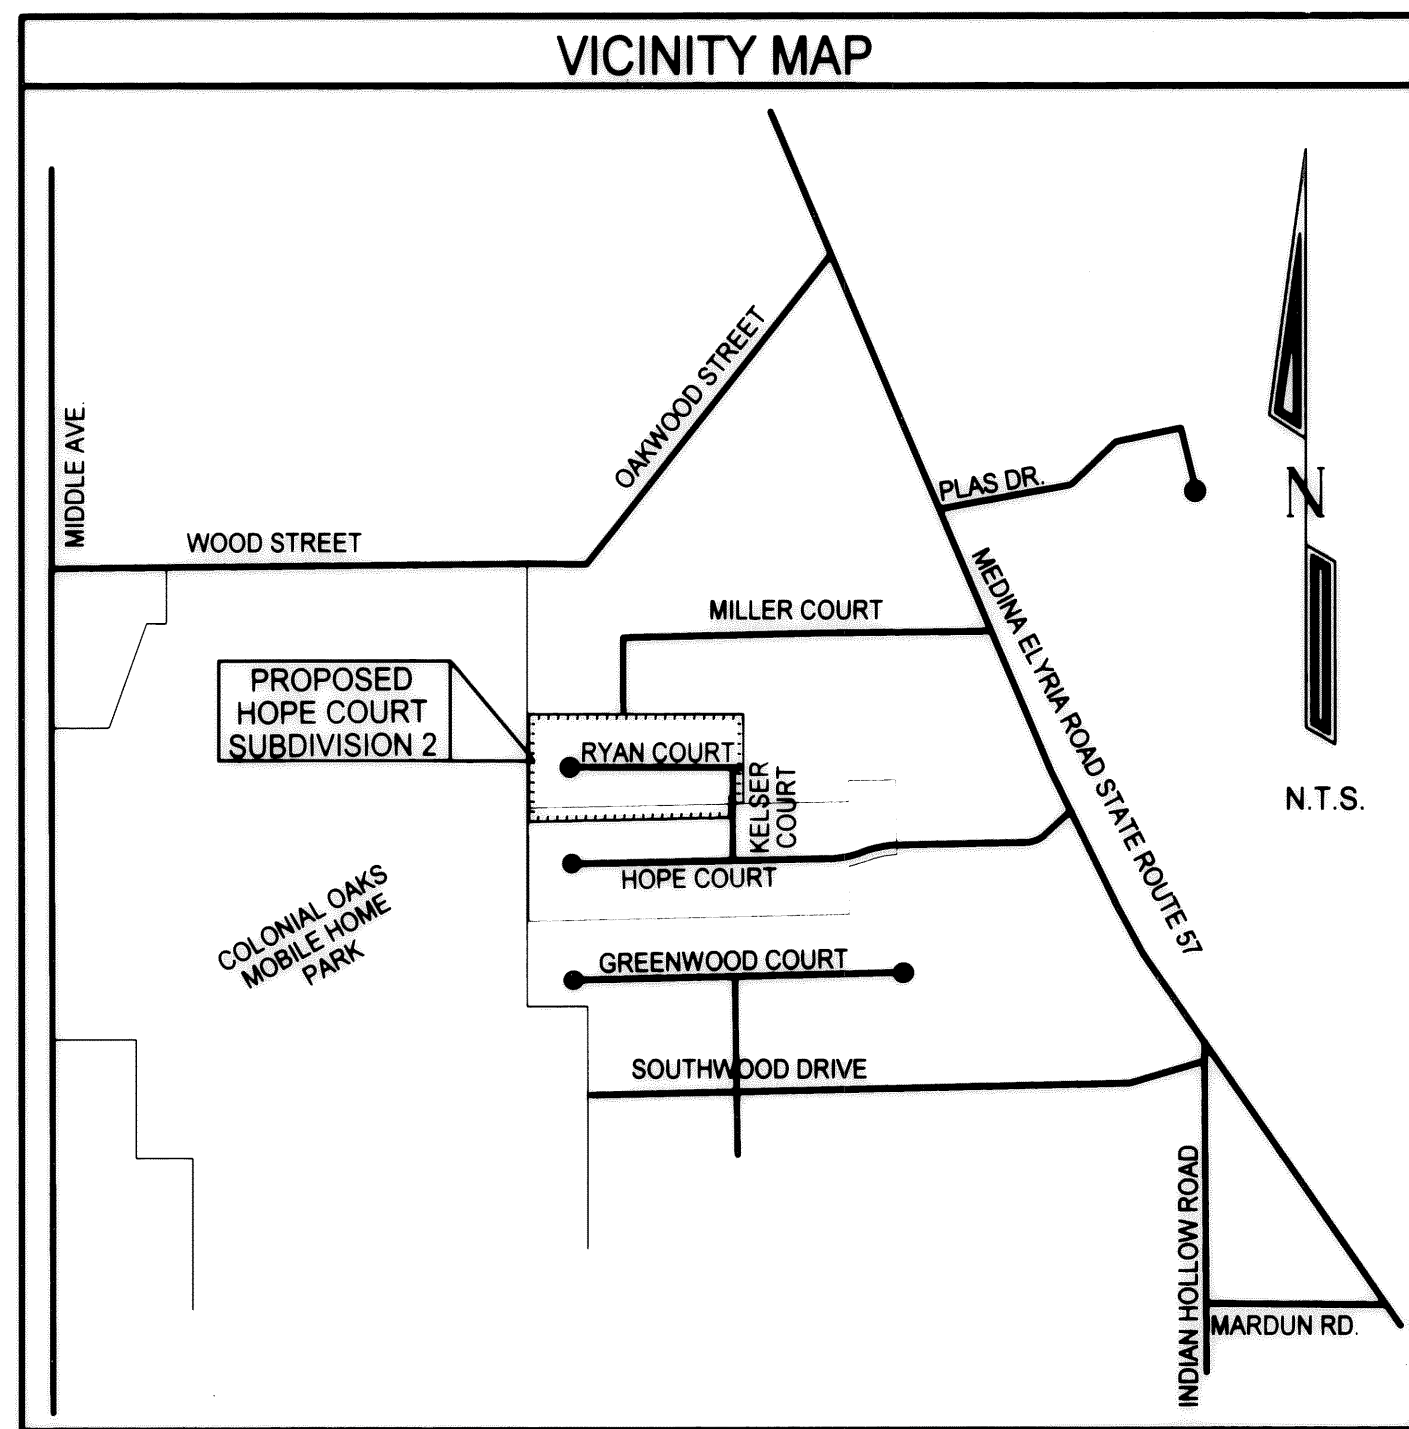 VICINITY MAP
OAKWOOD STREET
MIDDLE AVE.
PLAS DR.
N
WOOD STREET
MEDINA ELYRIA ROAD STATE ROUTE 57
MILLER COURT
PROPOSED
HOPE COURT
SUBDIVISION 2
RYAN COURT
KELSER
COURT
N.T.S.
HOPE COURT
COLONIAL OAKS
MOBILE HOME
PARK
GREENWOOD COURT
SOUTHWOOD DRIVE
INDIAN HOLLOW ROAD
MARDUN RD.